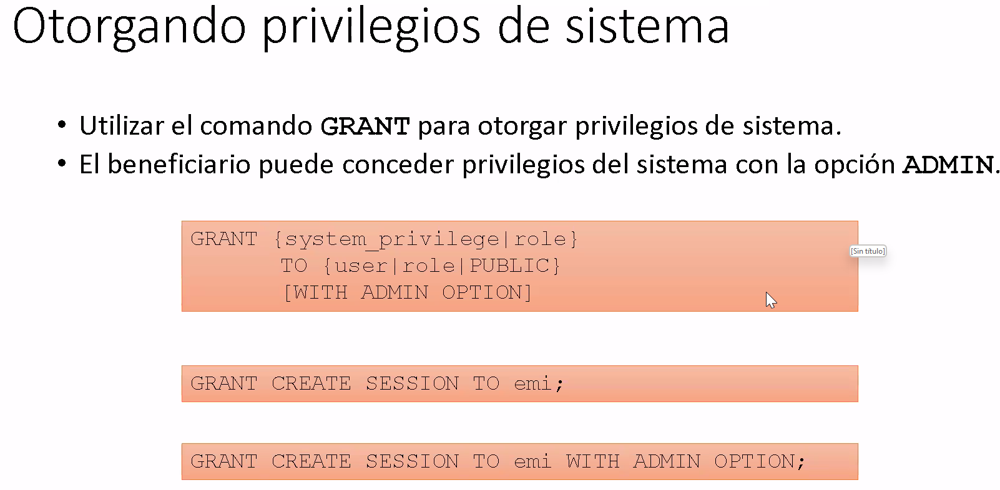 Otorgando privilegios de sistema
• Utilizar el comando GRANT para otorgar privilegios de sistema.
• El beneficiario puede conceder privilegios del sistema con la opción ADMIN.
GRANT {system_privilege|role}
TO {user|role|PUBLIC}
[WITH ADMIN OPTION]
[Sin título]
GRANT CREATE SESSION TO emi;
GRANT CREATE SESSION TO emi WITH ADMIN OPTION;